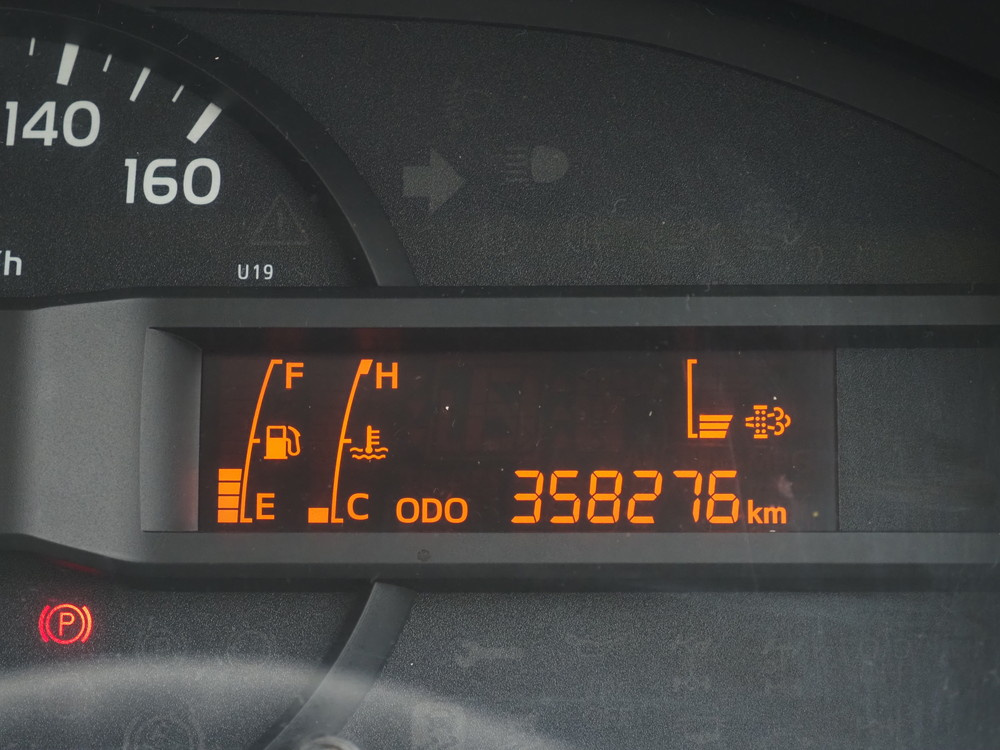 140
160
/h
U19
F H
E C ODO 358276 km
P